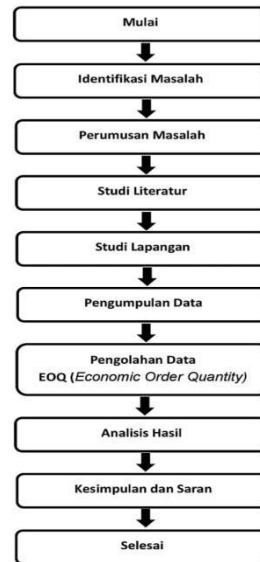 Mulai
Identifikasi Masalah
Perumusan Masalah
Studi Literatur
Studi Lapangan
Pengumpulan Data
Pengolahan Data
EOQ (Economic Order Quantity)
Analisis Hasil
Kesimpulan dan Saran
Selesai